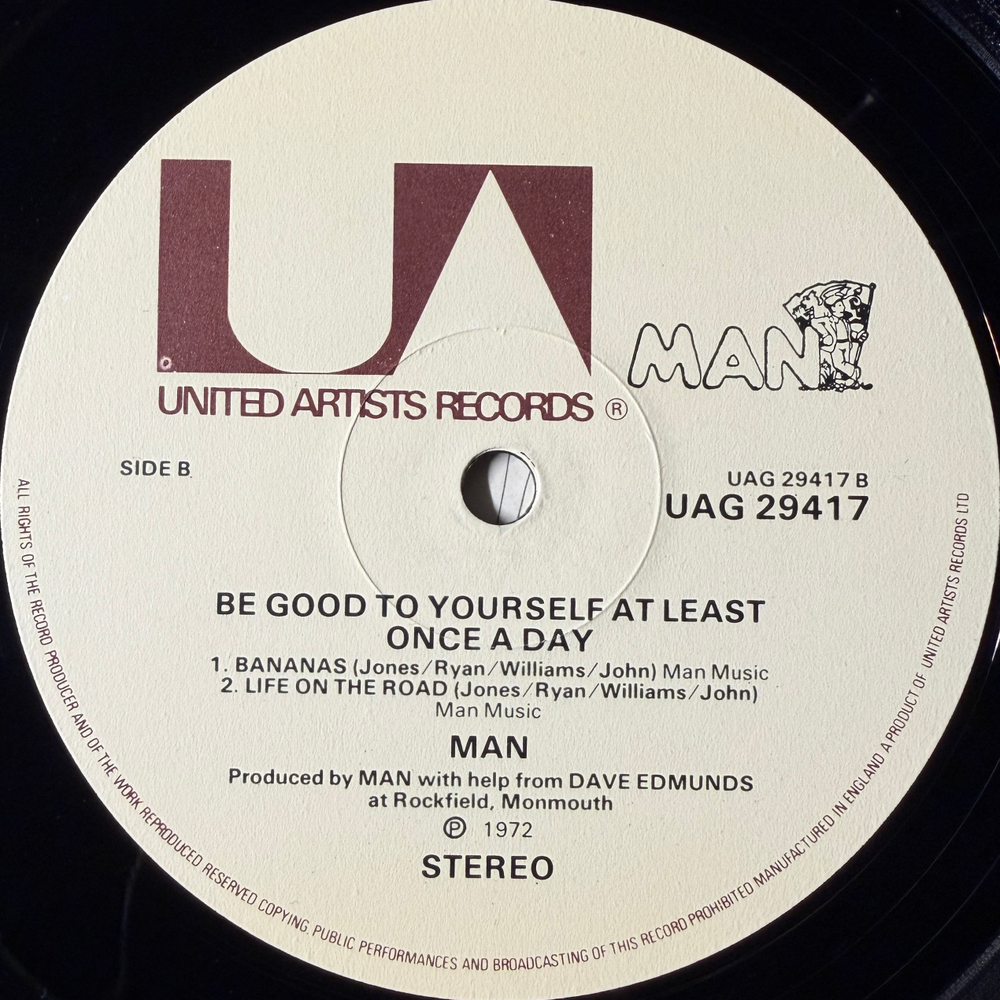 UA
UNITED ARTISTS RECORDS ®
MAN
SIDE B
UAG 29417 B
UAG 29417
BE GOOD TO YOURSELF AT LEAST
ONCE A DAY
1. BANANAS (Jones/Ryan/Williams/John) Man Music
2. LIFE ON THE ROAD (Jones/Ryan/Williams/John)
Man Music
MAN
Produced by MAN with help from DAVE EDMUNDS
at Rockfield, Monmouth
℗ 1972
STEREO
ALL RIGHTS OF THE RECORD PRODUCER AND OF THE WORK REPRODUCED RESERVED COPYING, PUBLIC PERFORMANCES AND BROADCASTING OF THIS RECORD PROHIBITED MANUFACTURED IN ENGLAND A PRODUCT OF UNITED ARTISTS RECORDS LTD